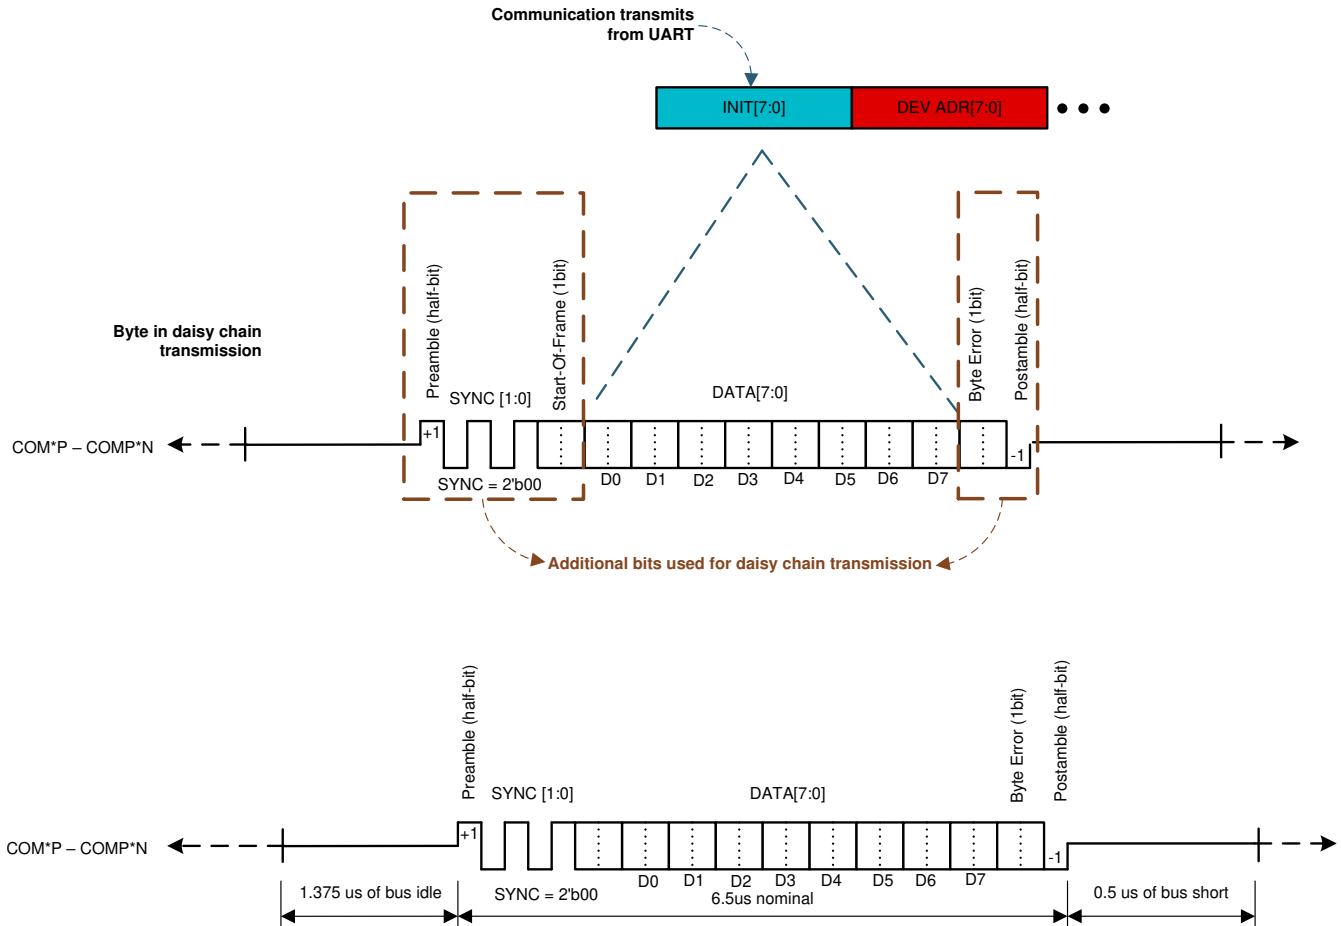 Communication transmits
from UART
INIT[7:0]
DEV ADR[7:0]
Byte in daisy chain
transmission
Preamble (half-bit)
SYNC [1:0]
Start-Of-Frame (1bit)
DATA[7:0]
Byte Error (1bit)
Postamble (half-bit)
COM*P – COMP*N
+1
-1
SYNC = 2'b00
D0 D1 D2 D3 D4 D5 D6 D7
Additional bits used for daisy chain transmission
Preamble (half-bit)
SYNC [1:0]
DATA[7:0]
Byte Error (1bit)
Postamble (half-bit)
COM*P – COMP*N
+1
-1
D0 D1 D2 D3 D4 D5 D6 D7
1.375 us of bus idle
SYNC = 2'b00
6.5us nominal
0.5 us of bus short